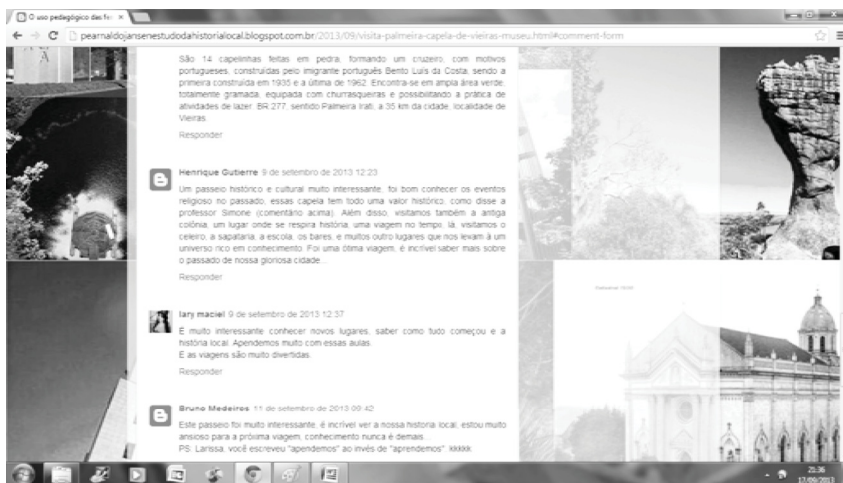 O uso pedagógico das fer
pearnaldojansenestudodahistorialocal.blogspot.com.br/2013/09/visita-palmeira-capela-de-vieiras-museu.html#comment-form
São 14 capelinhas feitas em pedra, formando um cruzeiro, com motivos
portugueses, construídas pelo imigrante português Bento Luis da Costa, sendo a
primeira construída em 1935 e a última de 1962. Encontra-se em ampla área verde,
totalmente gramada, equipada com churrasqueiras e possibilitando a prática de
atividades de lazer. BR 277, sentido Palmeira Irati, a 35 km da cidade, localidade de
Vieiras.
Responder
Henrique Gutierre 9 de setembro de 2013 12:23
Um passeio histórico e cultural muito interessante, foi bom conhecer os eventos
religioso no passado, essas capela tem todo uma valor histórico, como disse a
professor Simone (comentário acima). Além disso, visitamos também a antiga
colônia, um lugar onde se respira história, uma viagem no tempo, lá, visitamos o
celeiro, a sapataria, a escola, os bares, e muitos outro lugares que nos levam à um
universo rico em conhecimento. Foi uma ótima viagem, é incrível saber mais sobre
o passado de nossa gloriosa cidade...
Responder
Iary maciel 9 de setembro de 2013 12:37
É muito interessante conhecer novos lugares, saber como tudo começou e a
história local. Apendemos muito com essas aulas.
E as viagens são muito divertidas.
Responder
Bruno Medeiros 11 de setembro de 2013 09:42
Este passeio foi muito interessante, é incrível ver a nossa historia local, estou muito
ansioso para a próxima viagem, conhecimento nunca é demais...
PS: Larissa, você escreveu "apendemos" ao invés de "aprendemos". kkkkk
21:36
17/09/2013